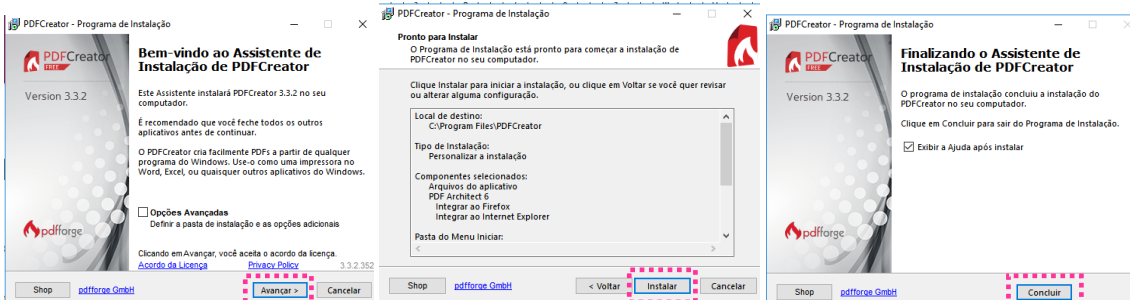 PDFCreator - Programa de Instalação
PDFCreator
FREE
Version 3.3.2
pdfforge
Bem-vindo ao Assistente de
Instalação de PDFCreator
Este Assistente instalará PDFCreator 3.3.2 no seu
computador.
É recomendado que você feche todos os outros
aplicativos antes de continuar.
O PDFCreator cria facilmente PDFs a partir de qualquer
programa do Windows. Use-o como uma impressora no
Word, Excel, ou quaisquer outros aplicativos do Windows.
Opções Avançadas
Definir a pasta de instalação e as opções adicionais
Clicando em Avançar, você aceita o acordo da licença.
Acordo da Licença Privacy Policy 3.3.2.352
Shop pdfforge GmbH Avançar > Cancelar
PDFCreator - Programa de Instalação
Pronto para Instalar
O Programa de Instalação está pronto para começar a instalação de
PDFCreator no seu computador.
Clique Instalar para iniciar a instalação, ou clique em Voltar se você quer revisar
ou alterar alguma configuração.
Local de destino:
C:\Program Files\PDFCreator
Tipo de Instalação:
Personalizar a instalação
Componentes selecionados:
Arquivos do aplicativo
PDF Architect 6
Integrar ao Firefox
Integrar ao Internet Explorer
Pasta do Menu Iniciar:
Shop pdfforge GmbH < Voltar Instalar Cancelar
PDFCreator - Programa de Instalação
PDFCreator
FREE
Version 3.3.2
pdfforge
Finalizando o Assistente de
Instalação de PDFCreator
O programa de instalação concluiu a instalação do
PDFCreator no seu computador.
Clique em Concluir para sair do Programa de Instalação.
Exibir a Ajuda após instalar
Shop pdfforge GmbH Concluir